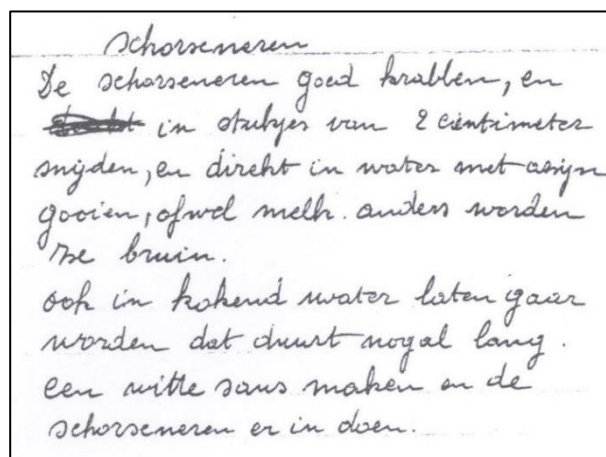 schorseneren
De schorseneren goed krabben, en
in stukjes van 2 centimeter
snijden, en direkt in water met azijn
gooien, ofwel melk. anders worden
ze bruin.
ook in kokend water laten gaar
worden dat duurt nogal lang.
een witte saus maken en de
schorseneren er in doen.